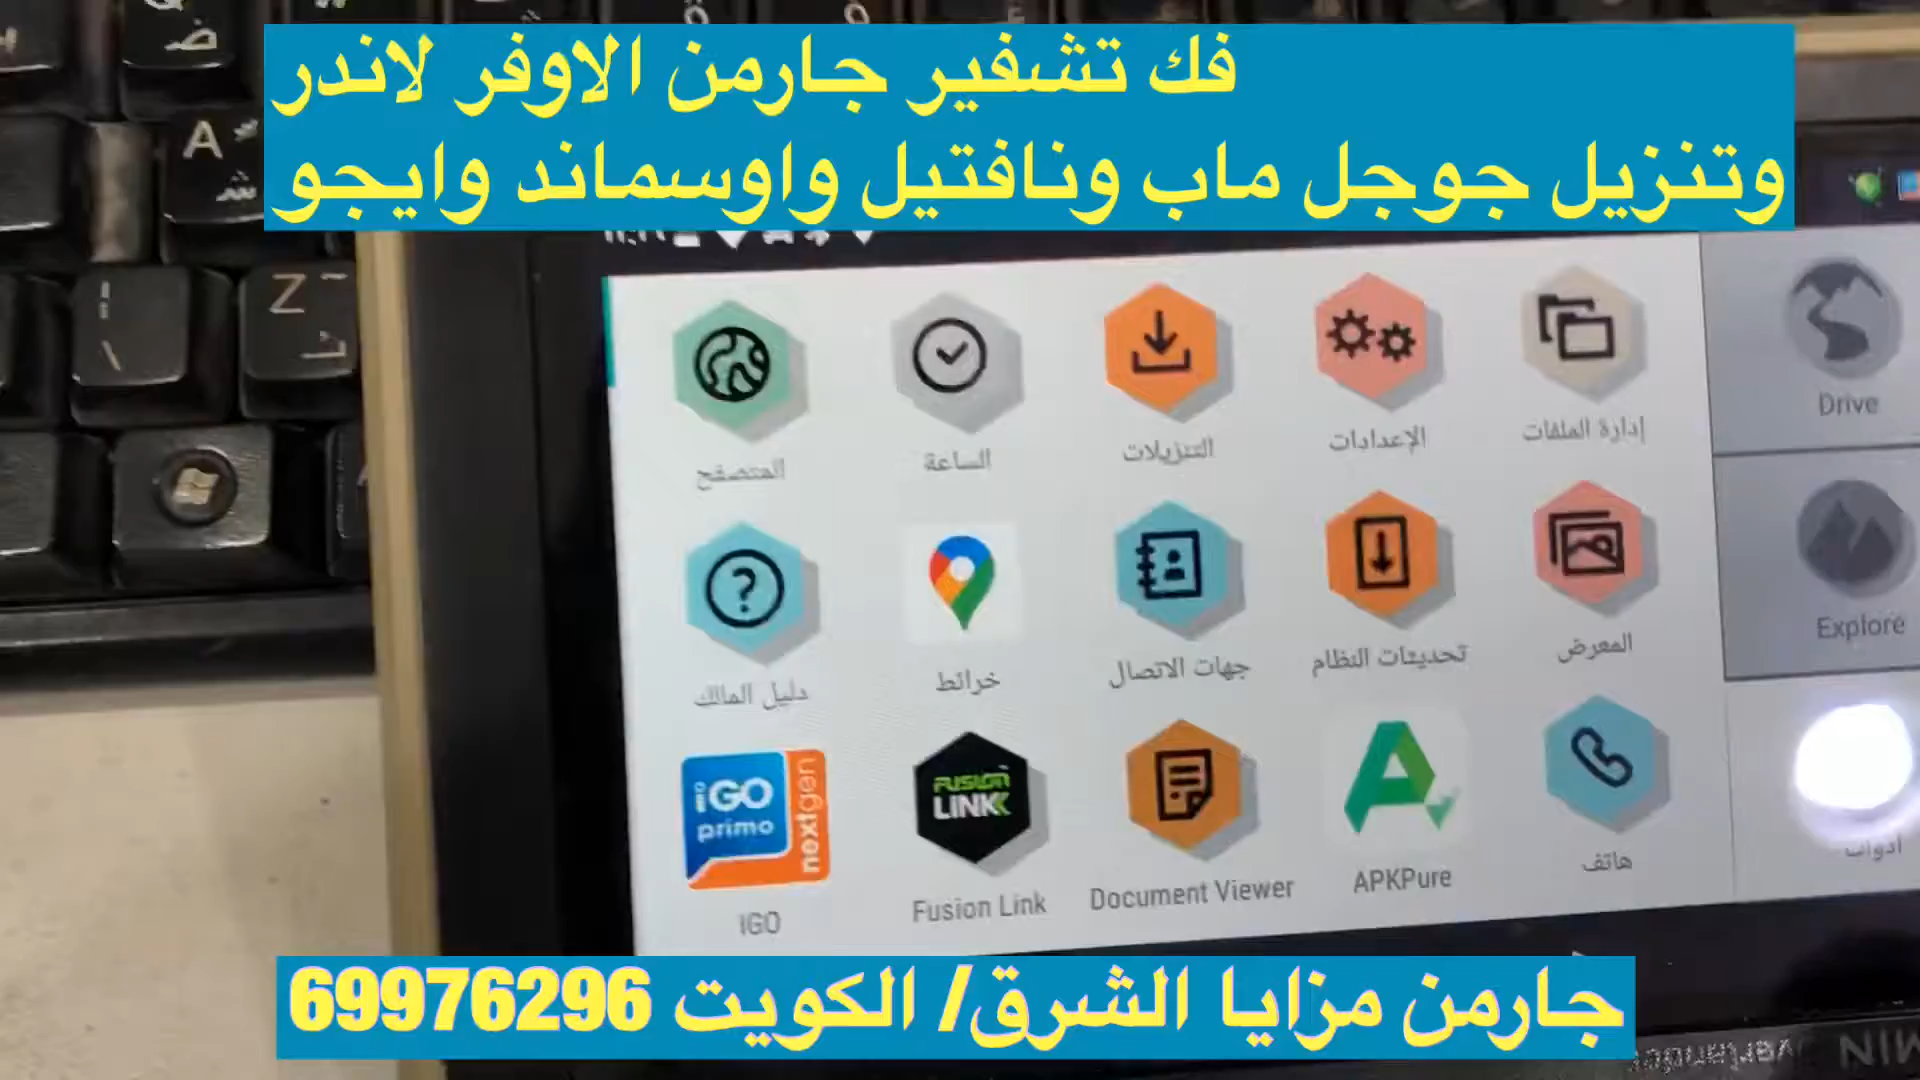 فك تشفير جارمن الاوفر لاندر
وتنزيل جوجل ماب ونافتيل واوسماند وايجو
إدارة الملفات
الإعدادات
التنزيلات
الساعة
المتصفح
Drive
المعرض
تحديثات النظام
جهات الاتصال
خرائط
دليل المالك
Explore
هاتف
APKPure
Document Viewer
FUSION
LINK
Fusion Link
iGO
primo
nextgen
IGO
أدوات
جارمن مزايا الشرق/ الكويت 69976296
A
ش
Z
ض